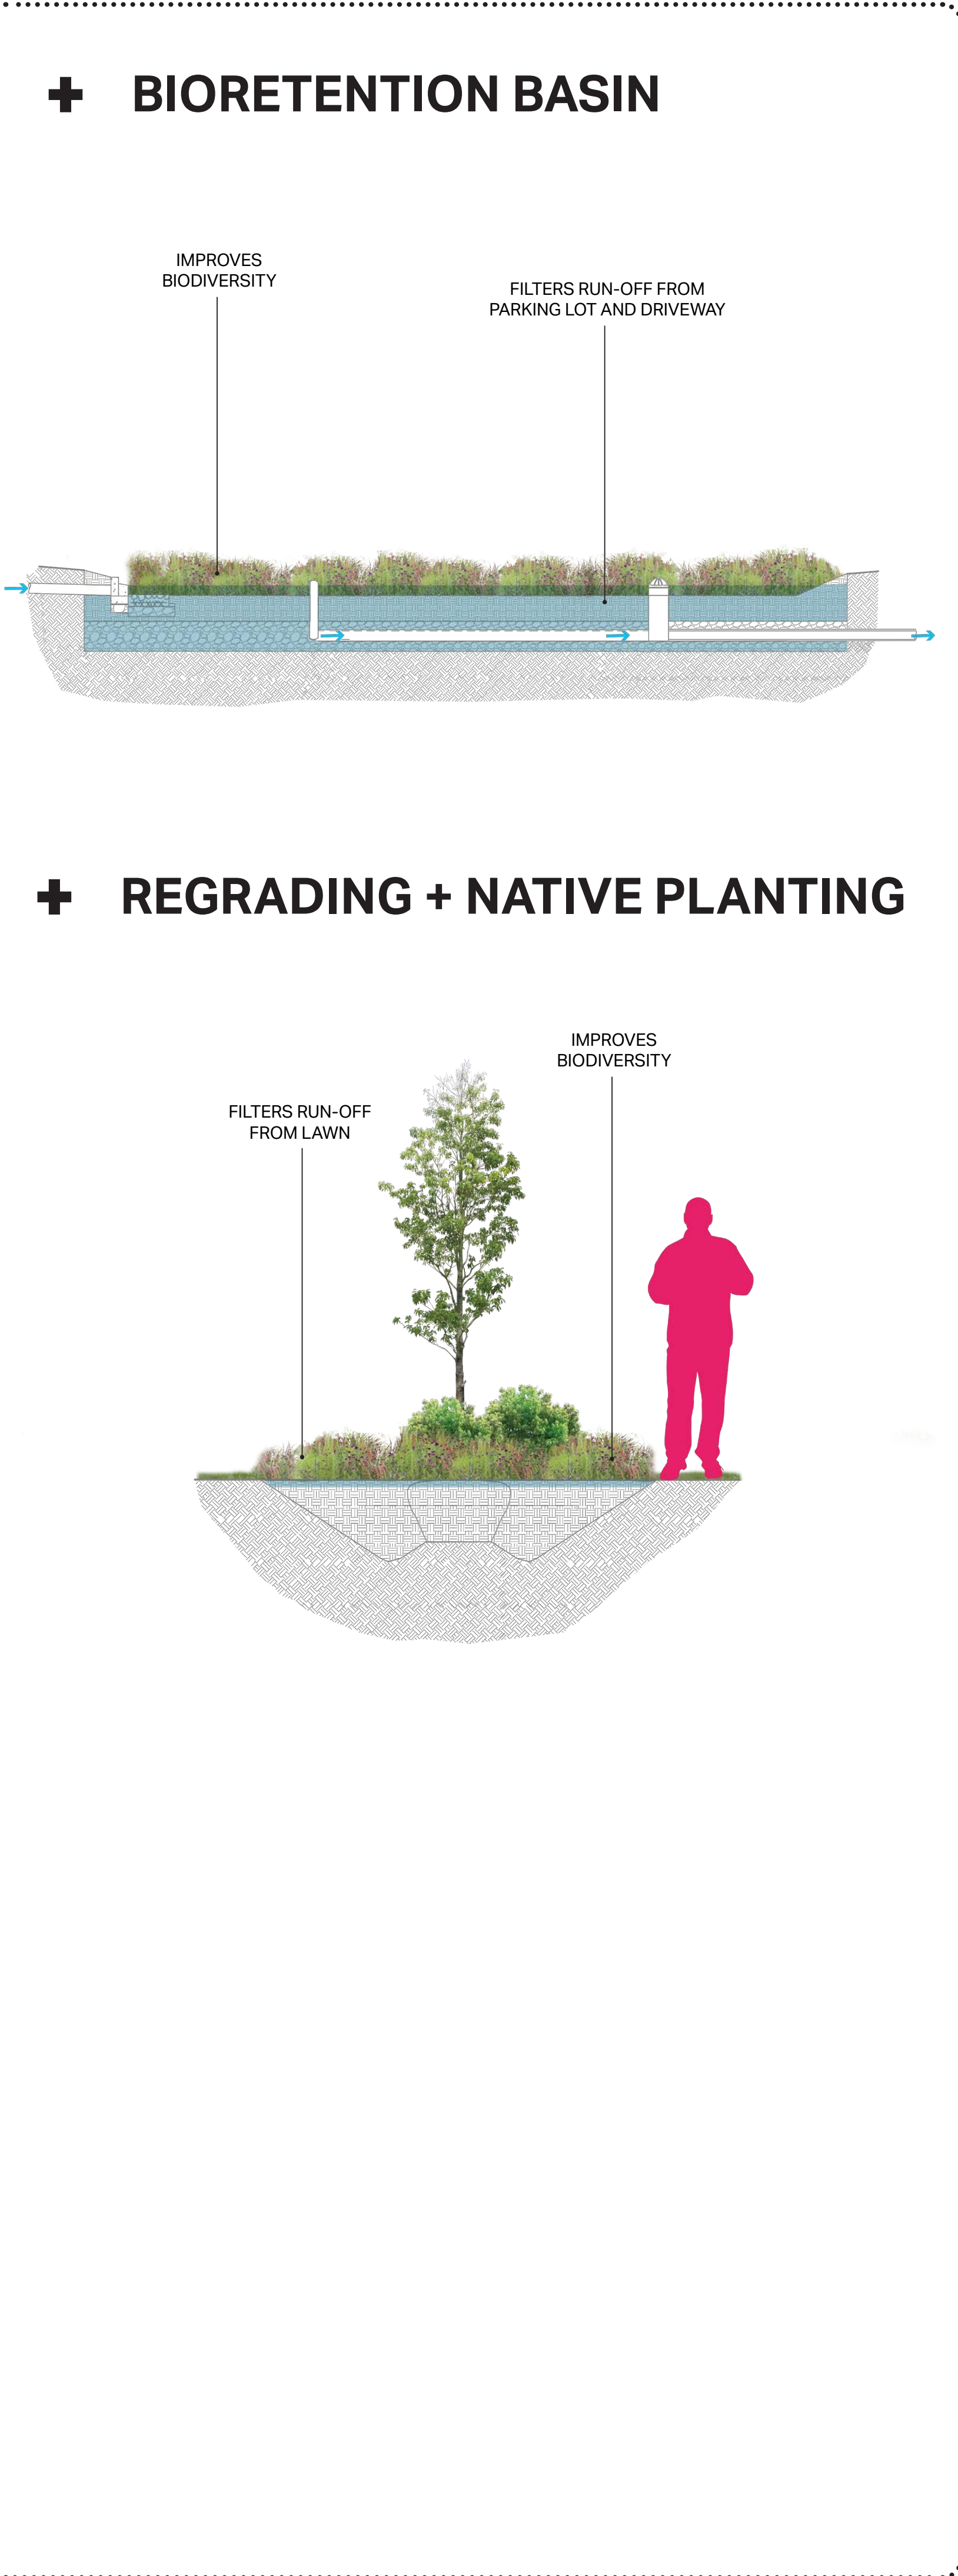 + BIORETENTION BASIN
IMPROVES
BIODIVERSITY
FILTERS RUN-OFF FROM
PARKING LOT AND DRIVEWAY
+ REGRADING + NATIVE PLANTING
IMPROVES
BIODIVERSITY
FILTERS RUN-OFF
FROM LAWN